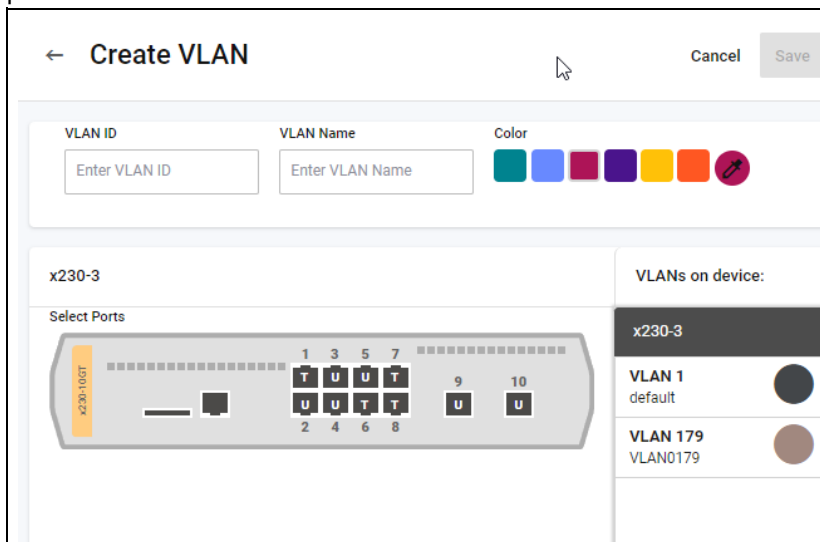 ← Create VLAN
Cancel
Save
VLAN ID
VLAN Name
Color
Enter VLAN ID
Enter VLAN Name
x230-3
VLANs on device:
Select Ports
x230-3
x230-10GT
1 3 5 7
T U U T
9 10
U U
U U T T
2 4 6 8
VLAN 1
default
VLAN 179
VLAN0179